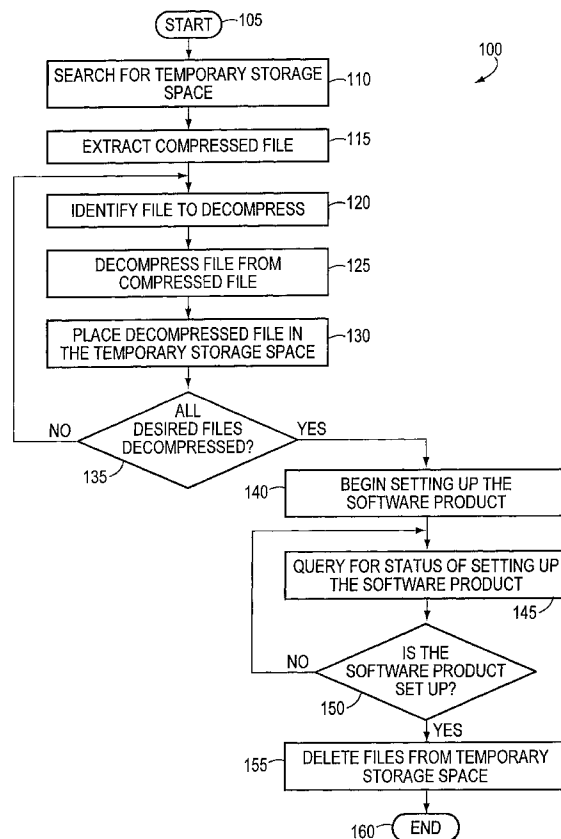 START
105
100
SEARCH FOR TEMPORARY STORAGE
SPACE
110
EXTRACT COMPRESSED FILE
115
IDENTIFY FILE TO DECOMPRESS
120
DECOMPRESS FILE FROM
COMPRESSED FILE
125
PLACE DECOMPRESSED FILE IN
THE TEMPORARY STORAGE SPACE
130
ALL
DESIRED FILES
DECOMPRESSED?
NO
YES
135
BEGIN SETTING UP THE
SOFTWARE PRODUCT
140
QUERY FOR STATUS OF SETTING UP
THE SOFTWARE PRODUCT
145
IS THE
SOFTWARE PRODUCT
SET UP?
NO
150
YES
DELETE FILES FROM TEMPORARY
STORAGE SPACE
155
END
160